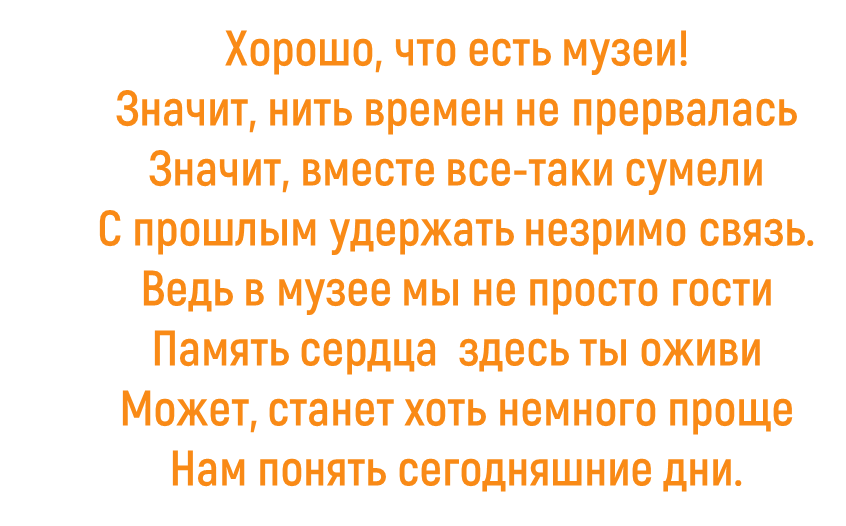 Хорошо, что есть музеи!
Значит, нить времен не прервалась
Значит, вместе все-таки сумели
С прошлым удержать незримо связь.
Ведь в музее мы не просто гости
Память сердца  здесь ты оживи
Может, станет хоть немного проще
Нам понять сегодняшние дни.